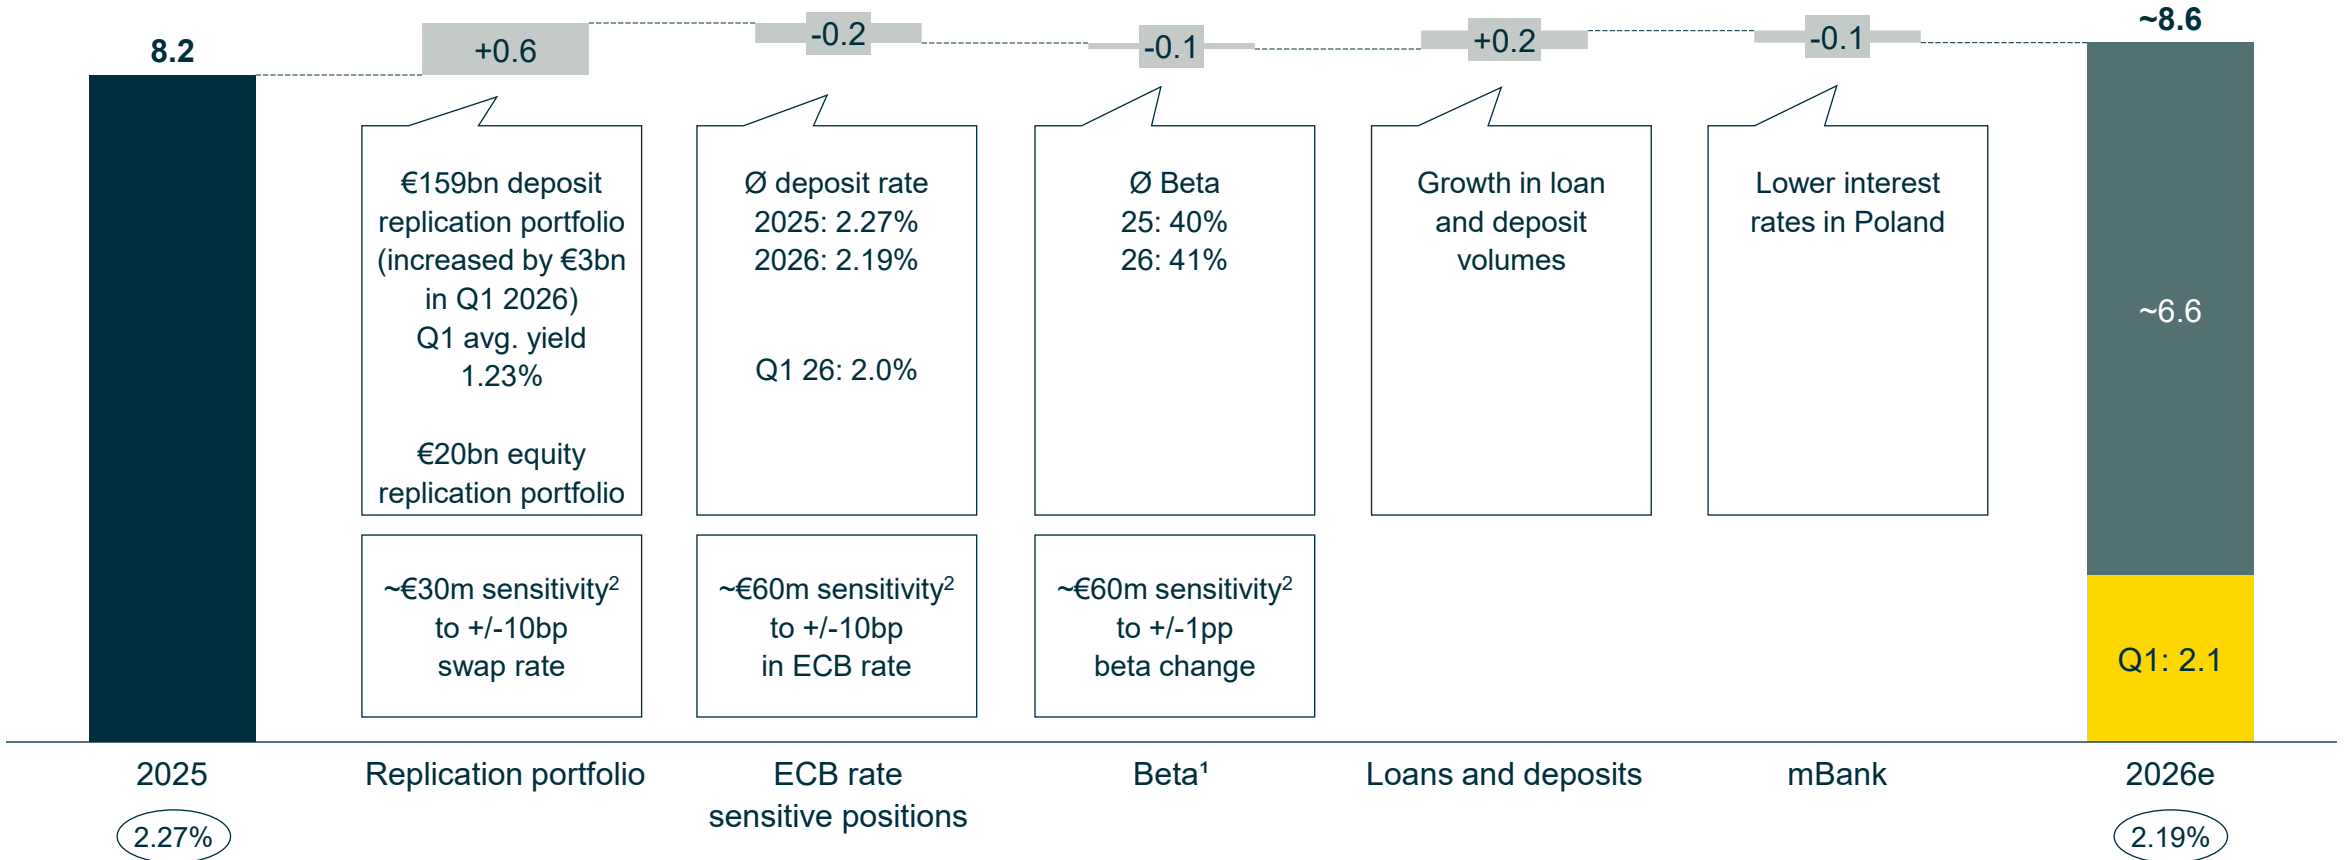 8.2
+0.6
-0.2
-0.1
+0.2
-0.1
~8.6
€159bn deposit
replication portfolio
(increased by €3bn
in Q1 2026)
Q1 avg. yield
1.23%
€20bn equity
replication portfolio
Ø deposit rate
2025: 2.27%
2026: 2.19%
Q1 26: 2.0%
Ø Beta
25: 40%
26: 41%
Growth in loan
and deposit
volumes
Lower interest
rates in Poland
~6.6
Q1: 2.1
~€30m sensitivity²
to +/-10bp
swap rate
~€60m sensitivity²
to +/-10bp
in ECB rate
~€60m sensitivity²
to +/-1pp
beta change
2025
Replication portfolio
ECB rate
sensitive positions
Beta¹
Loans and deposits
mBank
2026e
2.27%
2.19%